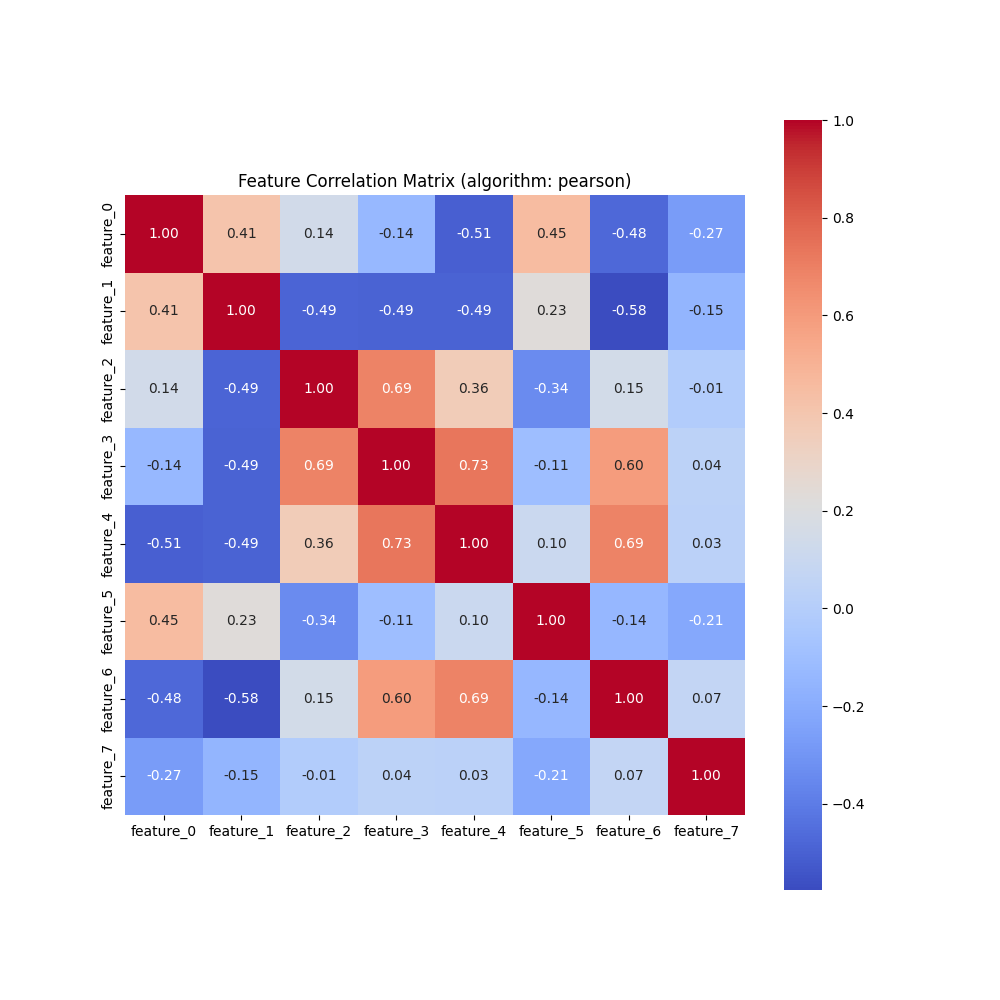 Feature Correlation Matrix (algorithm: pearson)
feature_0 1.00 0.41 0.14 -0.14 -0.51 0.45 -0.48 -0.27
feature_1 0.41 1.00 -0.49 -0.49 -0.49 0.23 -0.58 -0.15
feature_2 0.14 -0.49 1.00 0.69 0.36 -0.34 0.15 -0.01
feature_3 -0.14 -0.49 0.69 1.00 0.73 -0.11 0.60 0.04
feature_4 -0.51 -0.49 0.36 0.73 1.00 0.10 0.69 0.03
feature_5 0.45 0.23 -0.34 -0.11 0.10 1.00 -0.14 -0.21
feature_6 -0.48 -0.58 0.15 0.60 0.69 -0.14 1.00 0.07
feature_7 -0.27 -0.15 -0.01 0.04 0.03 -0.21 0.07 1.00
feature_0 feature_1 feature_2 feature_3 feature_4 feature_5 feature_6 feature_7
1.0
0.8
0.6
0.4
0.2
0.0
−0.2
−0.4